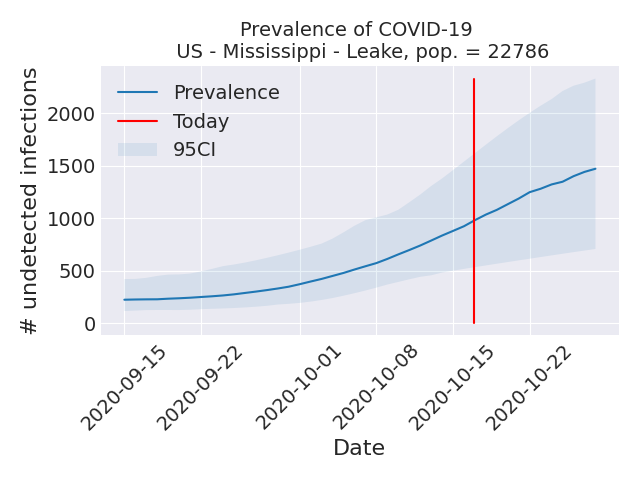 Prevalence of COVID-19
US - Mississippi - Leake, pop. = 22786
Prevalence
Today
95CI
# undetected infections
2000
1500
1000
500
0
2020-09-15
2020-09-22
2020-10-01
2020-10-08
2020-10-15
2020-10-22
Date